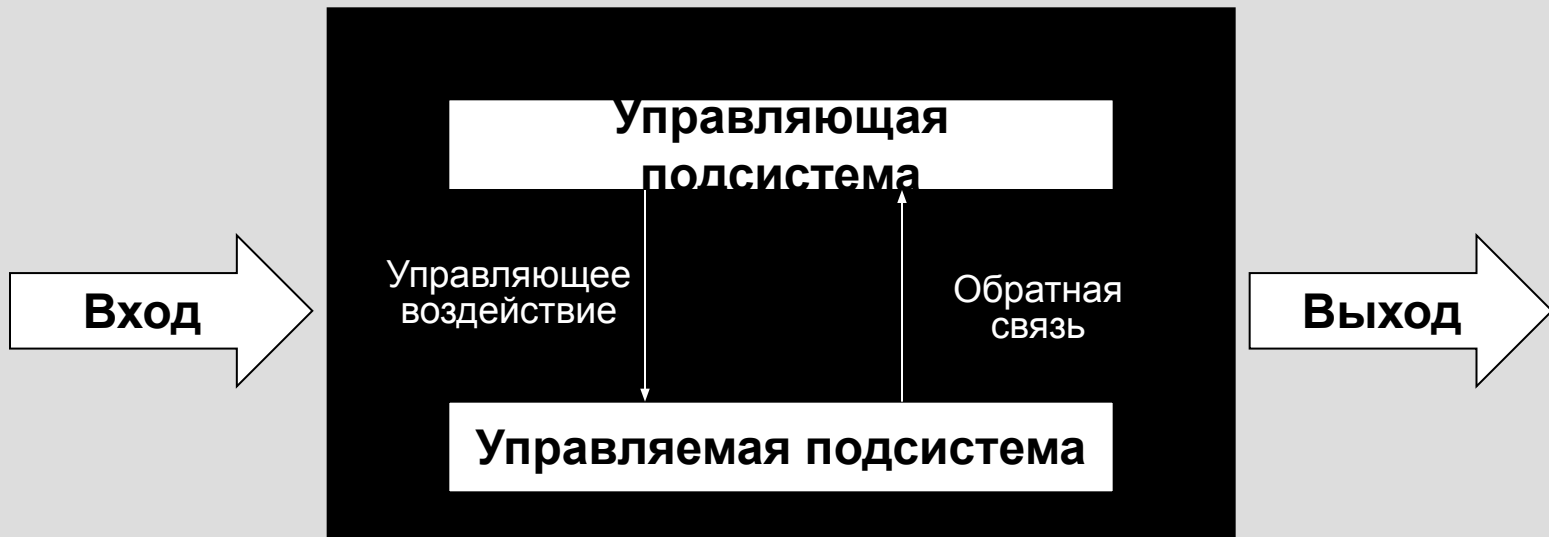 Управляющая
подсистема
Вход
Управляющее
воздействие
Обратная
связь
Выход
Управляемая подсистема